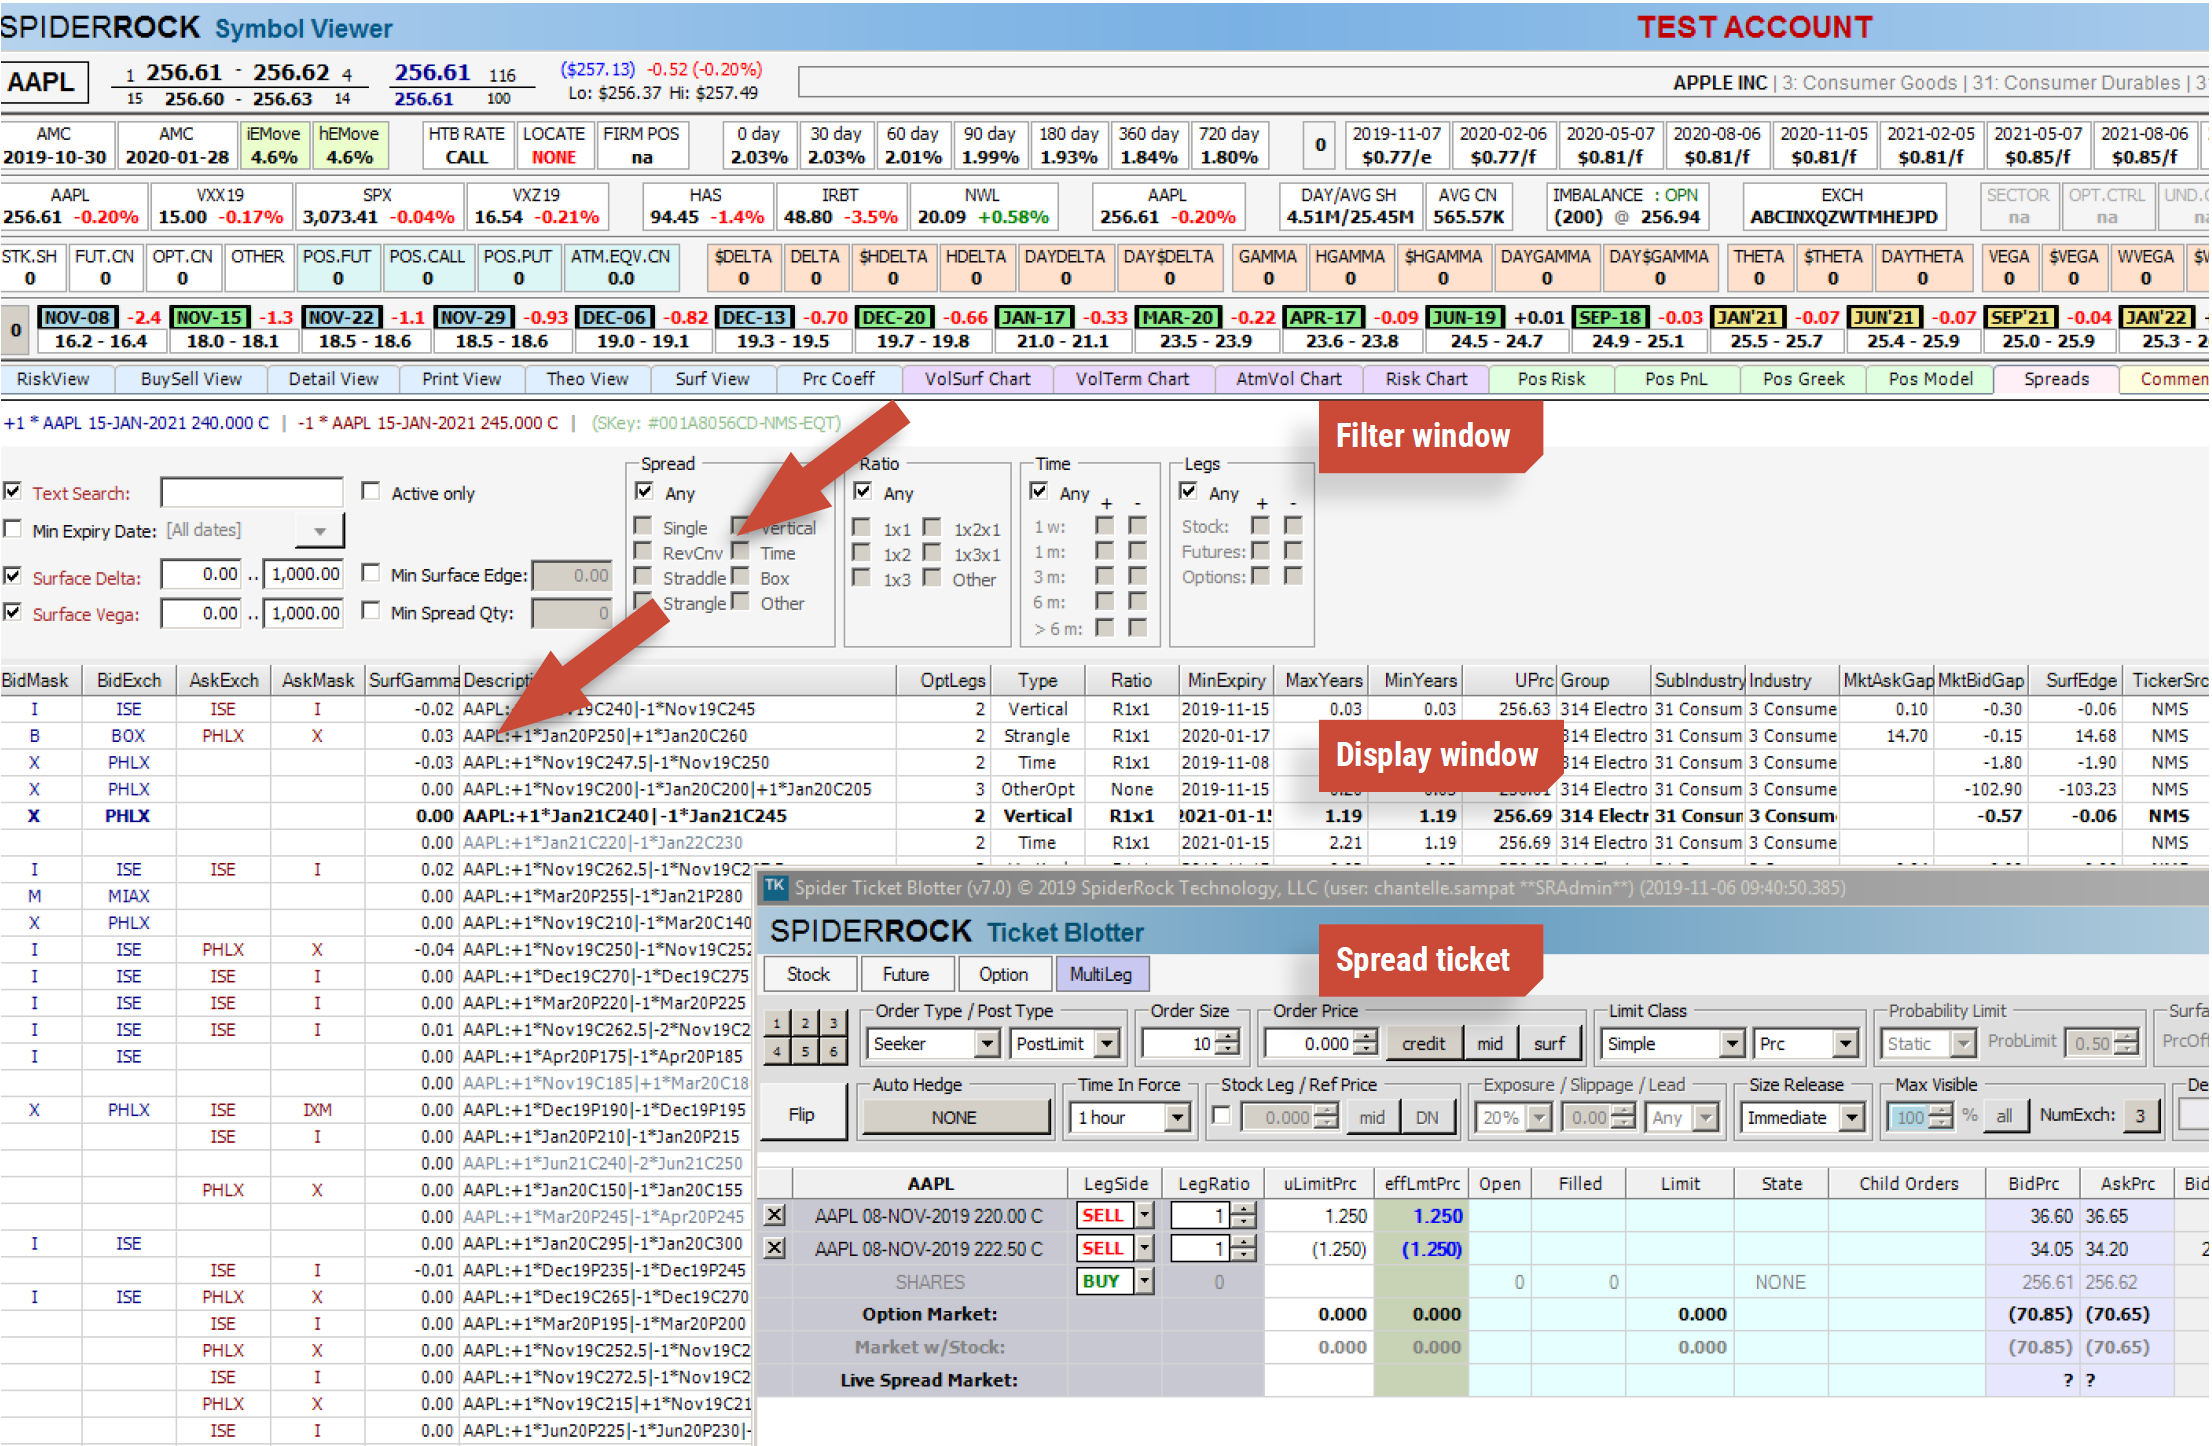 SPIDERROCK Symbol Viewer TEST ACCOUNT
AAPL 1 256.61 - 256.62 4 256.61 116 ($257.13) -0.52 (-0.20%) APPLE INC | 3: Consumer Goods | 31: Consumer Durables | 3
15 256.60 - 256.63 14 256.61 100 Lo: $256.37 Hi: $257.49
AMC AMC iEMove hEMove HTB RATE LOCATE FIRM POS 0 day 30 day 60 day 90 day 180 day 360 day 720 day 0 2019-11-07 2020-02-06 2020-05-07 2020-08-06 2020-11-05 2021-02-05 2021-05-07 2021-08-06
2019-10-30 2020-01-28 4.6% 4.6% CALL NONE na 2.03% 2.03% 2.01% 1.99% 1.93% 1.84% 1.80% $0.77/e $0.77/f $0.81/f $0.81/f $0.81/f $0.81/f $0.85/f $0.85/f
AAPL VXX19 SPX VXZ19 HAS IRBT NWL AAPL DAY/AVG SH AVG CN IMBALANCE : OPN EXCH SECTOR OPT.CTRL UND.C
256.61 -0.20% 15.00 -0.17% 3,073.41 -0.04% 16.54 -0.21% 94.45 -1.4% 48.80 -3.5% 20.09 +0.58% 256.61 -0.20% 4.51M/25.45M 565.57K (200) @ 256.94 ABCINXQZWTMHEJPD na na na
STK.SH FUT.CN OPT.CN OTHER POS.FUT POS.CALL POS.PUT ATM.EQV.CN $DELTA DELTA $HDELTA HDELTA DAYDELTA DAY$DELTA GAMMA HGAMMA $HGAMMA DAYGAMMA DAY$GAMMA THETA $THETA DAYTHETA VEGA $VEGA WVEGA $W
0 0 0 0 0 0 0.0 0 0 0 0 0 0 0 0 0 0 0 0 0 0 0 0 0
0 NOV-08 -2.4 NOV-15 -1.3 NOV-22 -1.1 NOV-29 -0.93 DEC-06 -0.82 DEC-13 -0.70 DEC-20 -0.66 JAN-17 -0.33 MAR-20 -0.22 APR-17 -0.09 JUN-19 +0.01 SEP-18 -0.03 JAN'21 -0.07 JUN'21 -0.07 SEP'21 -0.04 JAN'22 +
16.2 - 16.4 18.0 - 18.1 18.5 - 18.6 18.5 - 18.6 19.0 - 19.1 19.3 - 19.5 19.7 - 19.8 21.0 - 21.1 23.5 - 23.9 23.6 - 23.8 24.5 - 24.7 24.9 - 25.1 25.5 - 25.7 25.4 - 25.9 25.0 - 25.9 25.3 - 2
RiskView BuySell View Detail View Print View Theo View Surf View Prc Coeff VolSurf Chart VolTerm Chart AtmVol Chart Risk Chart Pos Risk Pos PnL Pos Greek Pos Model Spreads Commen
+1 * AAPL 15-JAN-2021 240.000 C | -1 * AAPL 15-JAN-2021 245.000 C | (SKey: #001A8056CD-NMS-EQT)
Filter window
Spread Ratio Time Legs
Text Search: Active only Any Any Any + - Any + -
Single Vertical 1x1 1x2x1 1 w: Stock:
Min Expiry Date: [All dates] RevCnv Time 1x2 1x3x1 1 m: Futures:
Surface Delta: 0.00 .. 1,000.00 Min Surface Edge: 0.00 Straddle Box 1x3 Other 3 m: Options:
Surface Vega: 0.00 .. 1,000.00 Min Spread Qty: 0 Strangle Other 6 m:
> 6 m:
BidMask BidExch AskExch AskMask SurfGamma Descripti OptLegs Type Ratio MinExpiry MaxYears MinYears UPrc Group SubIndustry Industry MktAskGap MktBidGap SurfEdge TickerSrc
I ISE ISE I -0.02 AAPL:+1*Nov19C240|-1*Nov19C245 2 Vertical R1x1 2019-11-15 0.03 0.03 256.63 314 Electro 31 Consum 3 Consume 0.10 -0.30 -0.06 NMS
B BOX PHLX X 0.03 AAPL:+1*Jan20P250|+1*Jan20C260 2 Strangle R1x1 2020-01-17 314 Electro 31 Consum 3 Consume 14.70 -0.15 14.68 NMS
Display window
X PHLX -0.03 AAPL:+1*Nov19C247.5|-1*Nov19C250 2 Time R1x1 2019-11-08 314 Electro 31 Consum 3 Consume -1.80 -1.90 NMS
X PHLX 0.00 AAPL:+1*Nov19C200|-1*Jan20C200|+1*Jan20C205 3 OtherOpt None 2019-11-15 314 Electro 31 Consum 3 Consume -102.90 -103.23 NMS
X PHLX 0.00 AAPL:+1*Jan21C240|-1*Jan21C245 2 Vertical R1x1 2021-01-15 1.19 1.19 256.69 314 Electr 31 Consun 3 Consum -0.57 -0.06 NMS
0.00 AAPL:+1*Jan21C220|-1*Jan22C230 2 Time R1x1 2021-01-15 2.21 1.19 256.69 314 Electro 31 Consum 3 Consume NMS
I ISE ISE I 0.02 AAPL:+1*Nov19C262.5|-1*Nov19C2
M MIAX 0.00 AAPL:+1*Mar20P255|-1*Jan21P280
X PHLX 0.00 AAPL:+1*Nov19C210|-1*Mar20C140
I ISE PHLX X -0.04 AAPL:+1*Nov19C250|-1*Nov19C252
I ISE ISE I 0.00 AAPL:+1*Dec19C270|-1*Dec19C275
I ISE ISE I 0.00 AAPL:+1*Mar20P220|-1*Mar20P225
I ISE ISE I 0.01 AAPL:+1*Nov19C262.5|-2*Nov19C2
I ISE 0.00 AAPL:+1*Apr20P175|-1*Apr20P185
0.00 AAPL:+1*Nov19C185|+1*Mar20C18
X PHLX ISE IXM 0.00 AAPL:+1*Dec19P190|-1*Dec19P195
ISE I 0.00 AAPL:+1*Jan20P210|-1*Jan20P215
0.00 AAPL:+1*Jun21C240|-2*Jun21C250
PHLX X 0.00 AAPL:+1*Jan20C150|-1*Jan20C155
0.00 AAPL:+1*Mar20P245|-1*Apr20P245
I ISE 0.00 AAPL:+1*Jan20C295|-1*Jan20C300
ISE I -0.01 AAPL:+1*Dec19P235|-1*Dec19P245
I ISE PHLX X 0.00 AAPL:+1*Dec19C265|-1*Dec19C270
ISE I 0.00 AAPL:+1*Mar20P195|-1*Mar20P200
PHLX X 0.00 AAPL:+1*Nov19C252.5|-1*Nov19C2
ISE I 0.00 AAPL:+1*Nov19C272.5|-1*Nov19C2
PHLX X 0.00 AAPL:+1*Nov19C215|+1*Nov19C21
ISE I 0.00 AAPL:+1*Jun20P225|-1*Jun20P230|-
TK Spider Ticket Blotter (v7.0) © 2019 SpiderRock Technology, LLC (user: chantelle.sampat **SRAdmin**) (2019-11-06 09:40:50.385)
SPIDERROCK Ticket Blotter
Spread ticket
Stock Future Option MultiLeg
1 2 3 Order Type / Post Type Order Size Order Price Limit Class Probability Limit Surfa
4 5 6 Seeker PostLimit 10 0.000 credit mid surf Simple Prc Static ProbLimit 0.50 PrcOff
Auto Hedge Time In Force Stock Leg / Ref Price Exposure / Slippage / Lead Size Release Max Visible De
Flip NONE 1 hour 0.000 mid DN 20% 0.00 Any Immediate 100 % all NumExch: 3
AAPL LegSide LegRatio uLimitPrc effLmtPrc Open Filled Limit State Child Orders BidPrc AskPrc Bid
AAPL 08-NOV-2019 220.00 C SELL 1 1.250 1.250 36.60 36.65
AAPL 08-NOV-2019 222.50 C SELL 1 (1.250) (1.250) 34.05 34.20 2
SHARES BUY 0 0 0 NONE 256.61 256.62
Option Market: 0.000 0.000 0.000 (70.85) (70.65)
Market w/Stock: 0.000 0.000 0.000 (70.85) (70.65)
Live Spread Market: ? ?